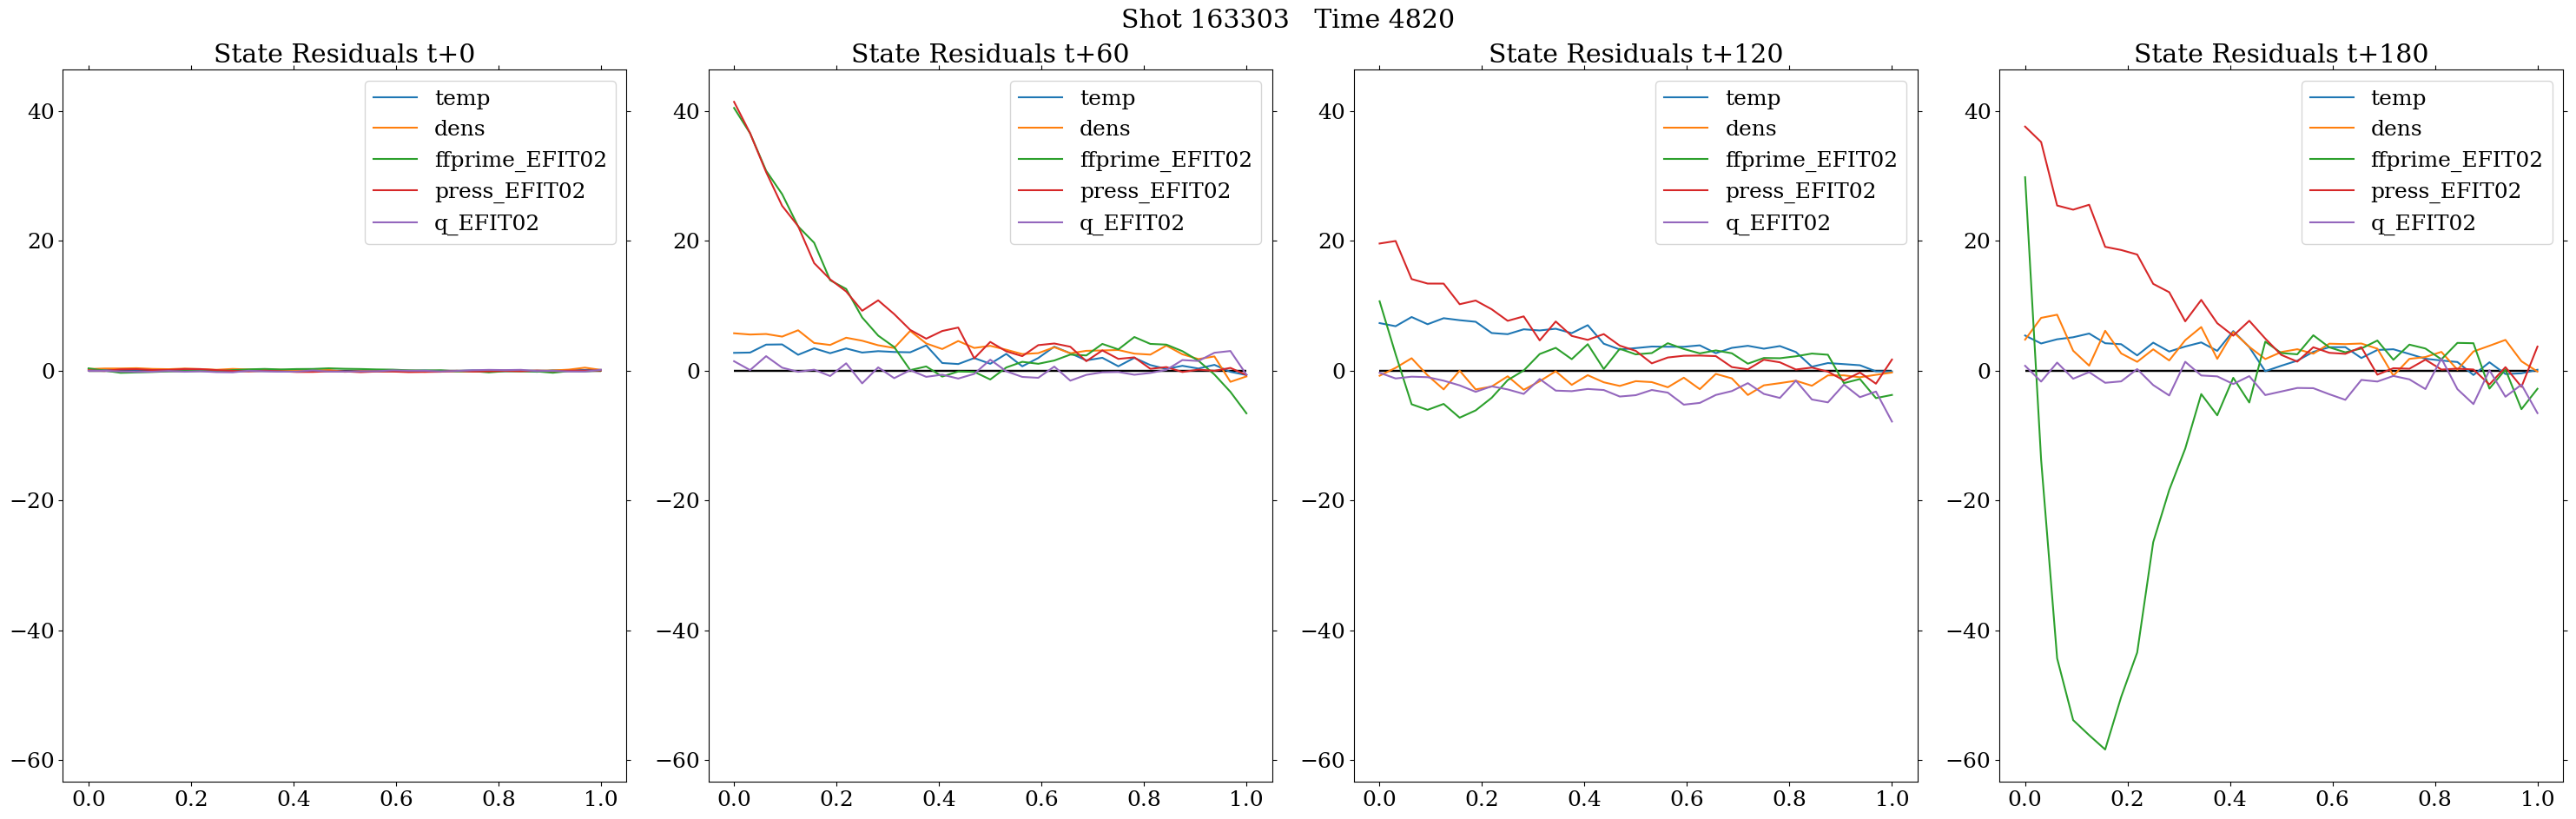 Shot 163303   Time 4820
State Residuals t+0
40
20
0
−20
−40
−60
0.0 0.2 0.4 0.6 0.8 1.0
temp
dens
ffprime_EFIT02
press_EFIT02
q_EFIT02
State Residuals t+60
40
20
0
−20
−40
−60
0.0 0.2 0.4 0.6 0.8 1.0
temp
dens
ffprime_EFIT02
press_EFIT02
q_EFIT02
State Residuals t+120
40
20
0
−20
−40
−60
0.0 0.2 0.4 0.6 0.8 1.0
temp
dens
ffprime_EFIT02
press_EFIT02
q_EFIT02
State Residuals t+180
40
20
0
−20
−40
−60
0.0 0.2 0.4 0.6 0.8 1.0
temp
dens
ffprime_EFIT02
press_EFIT02
q_EFIT02